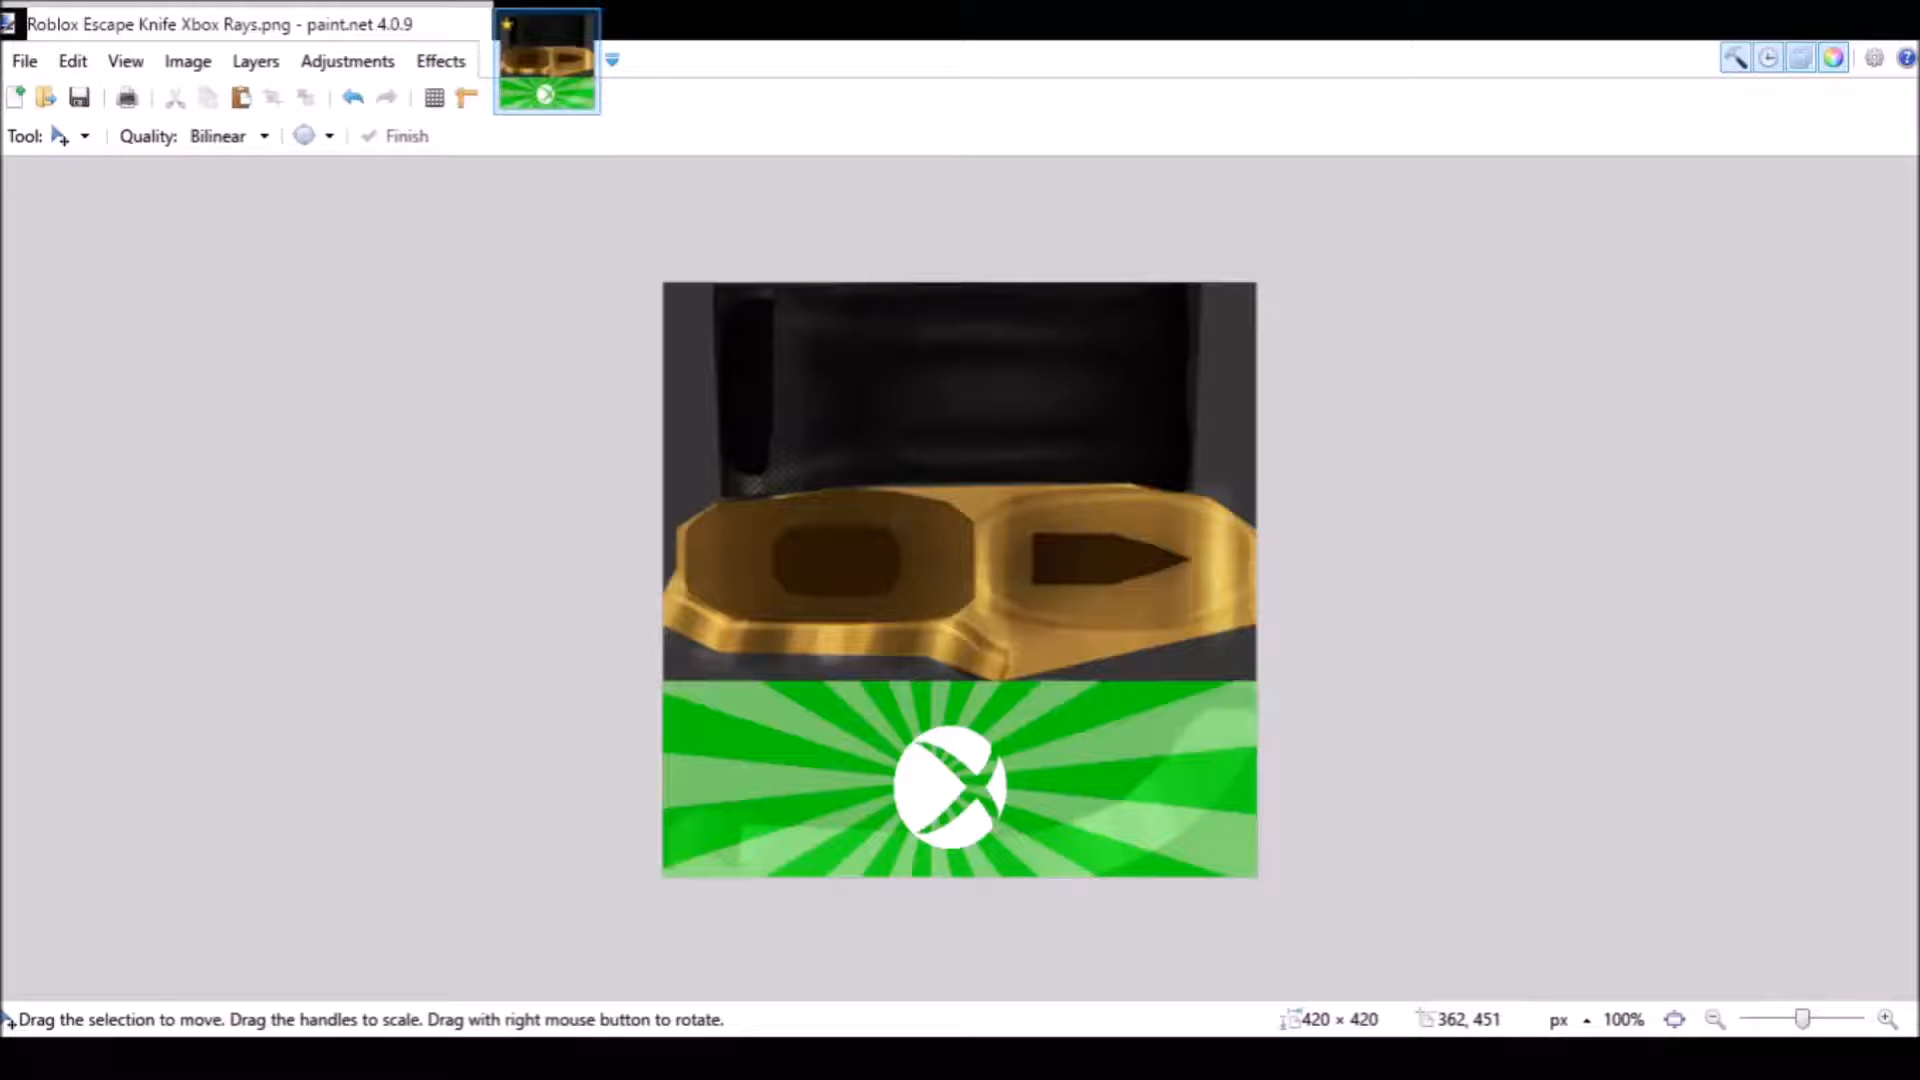 Roblox Escape Knife Xbox Rays.png - paint.net 4.0.9
File Edit View Image Layers Adjustments Effects
Tool: Quality: Bilinear Finish
Drag the selection to move. Drag the handles to scale. Drag with right mouse button to rotate. 420 × 420 362, 451 px 100%